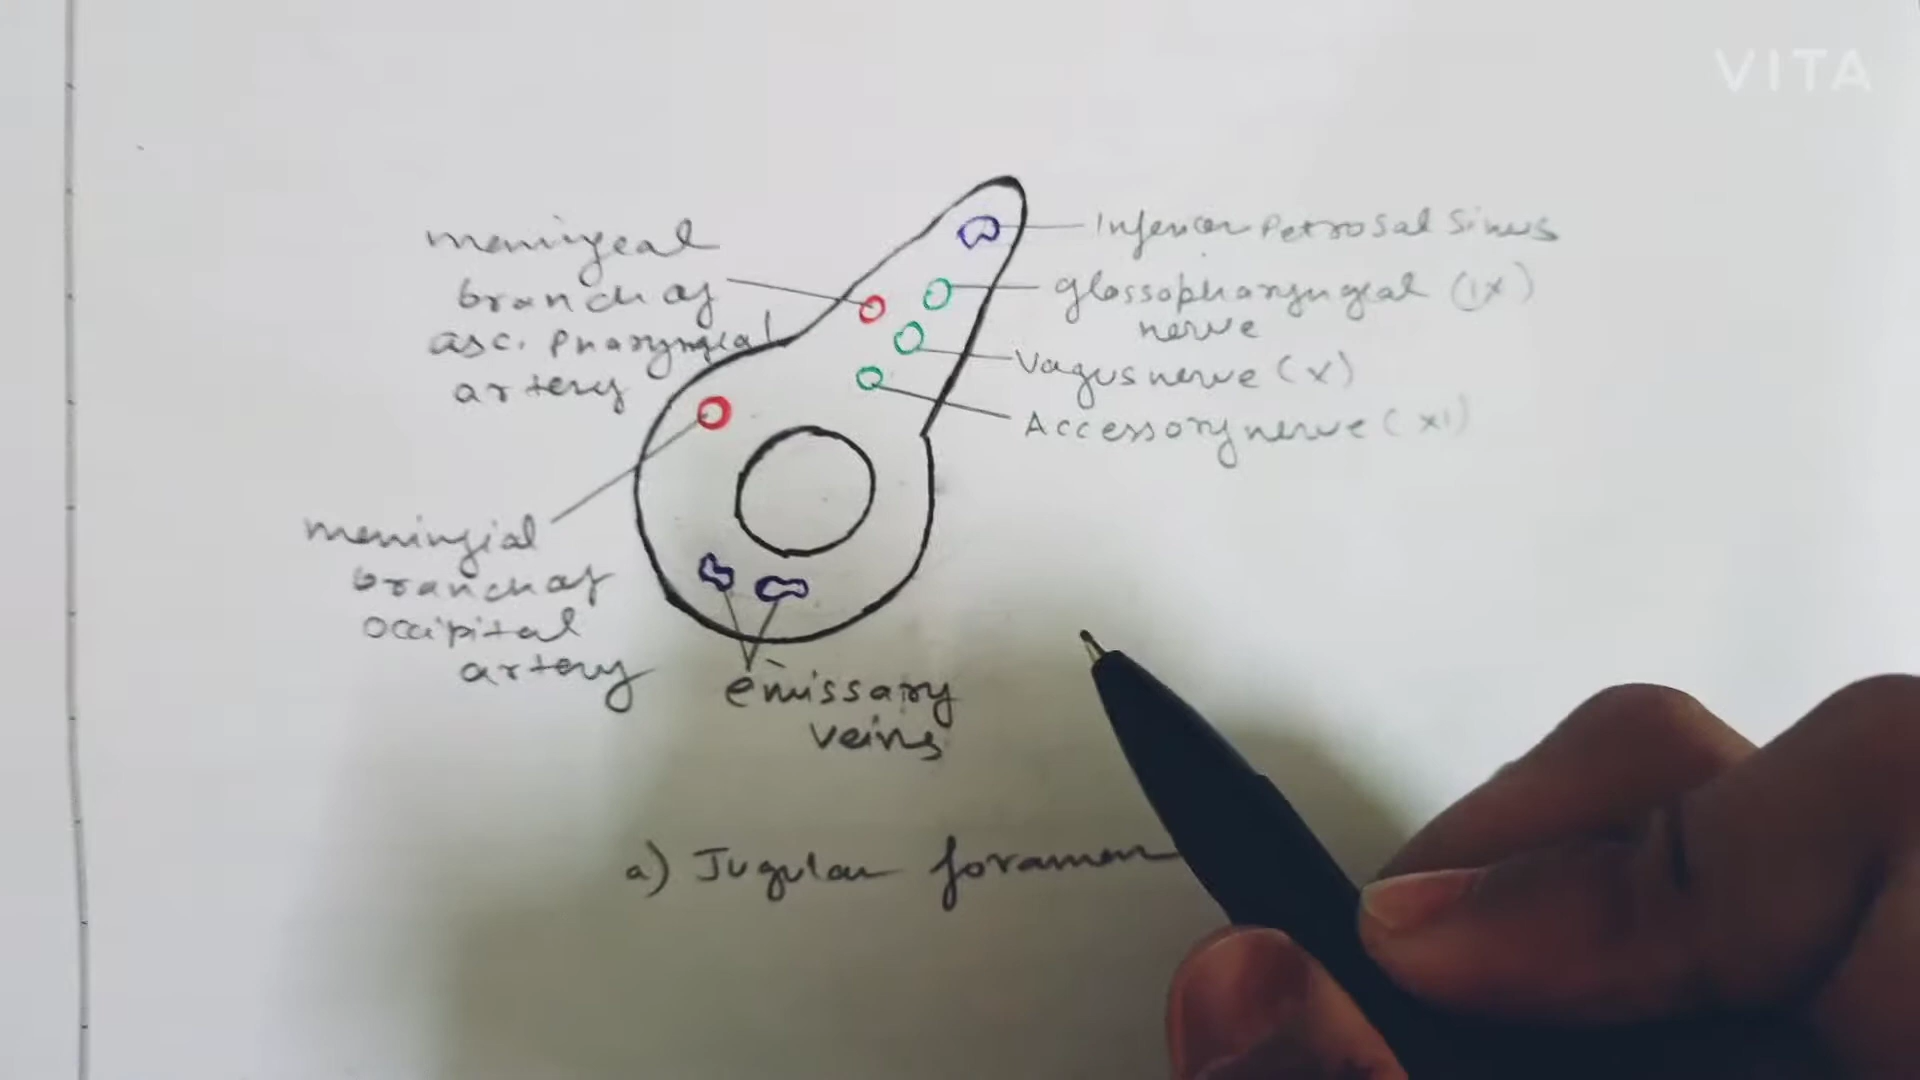 VITA
meningeal
branch of
asc. pharyngeal
artery
Inferior Petrosal Sinus
glossopharyngeal (IX)
nerve
Vagus nerve (X)
Accessory nerve (XI)
meningial
branch of
occipital
artery
emissary
veins
a) Jugular foramen